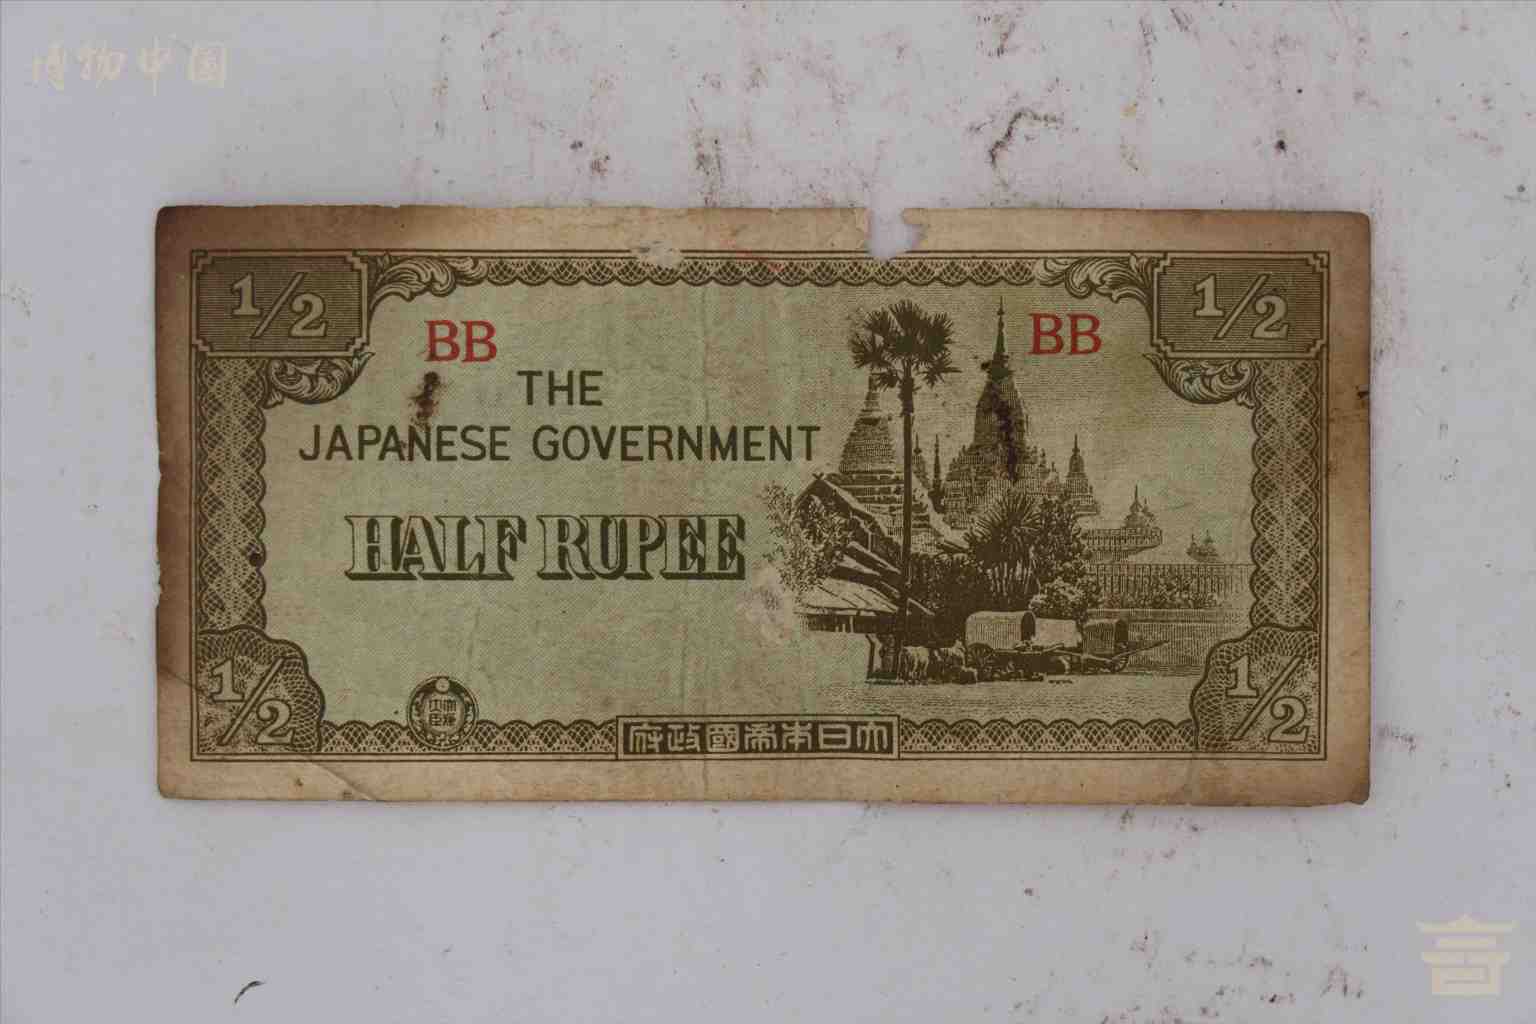 博物中国
1/2
1/2
BB
BB
THE
JAPANESE GOVERNMENT
HALF RUPEE
1/2
1/2
府政國帝本日大